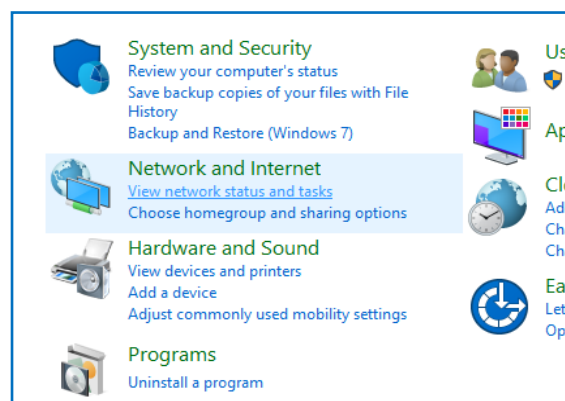 System and Security
Review your computer's status
Save backup copies of your files with File
History
Backup and Restore (Windows 7)
Network and Internet
View network status and tasks
Choose homegroup and sharing options
Hardware and Sound
View devices and printers
Add a device
Adjust commonly used mobility settings
Programs
Uninstall a program